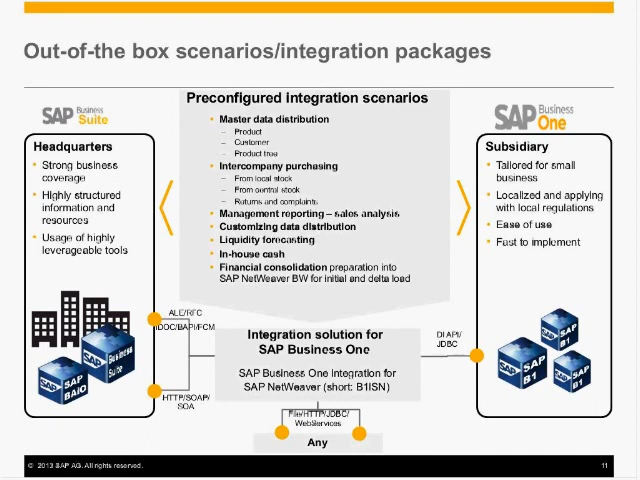 Out-of-the box scenarios/integration packages
SAP Business
Suite
Headquarters
Strong business
coverage
Highly structured
information and
resources
Usage of highly
leverageable tools
Preconfigured integration scenarios
Master data distribution
– Product
– Customer
– Product tree
Intercompany purchasing
– From local stock
– From central stock
– Returns and complaints
Management reporting – sales analysis
Customizing data distribution
Liquidity forecasting
In-house cash
Financial consolidation preparation into
SAP NetWeaver BW for initial and delta load
SAP Business
One
Subsidiary
Tailored for small
business
Localized and applying
with local regulations
Ease of use
Fast to implement
ALE/RFC
IDOC/BAPI/FCM
HTTP/SOAP/
SOA
Integration solution for
SAP Business One
SAP Business One integration for
SAP NetWeaver (short: B1iSN)
DI API/
JDBC
File/HTTP/JDBC/
WebServices
Any
SAP
BAiO
Business
Suite
SAP
B1
SAP
B1
SAP
B1
© 2013 SAP AG. All rights reserved.
11